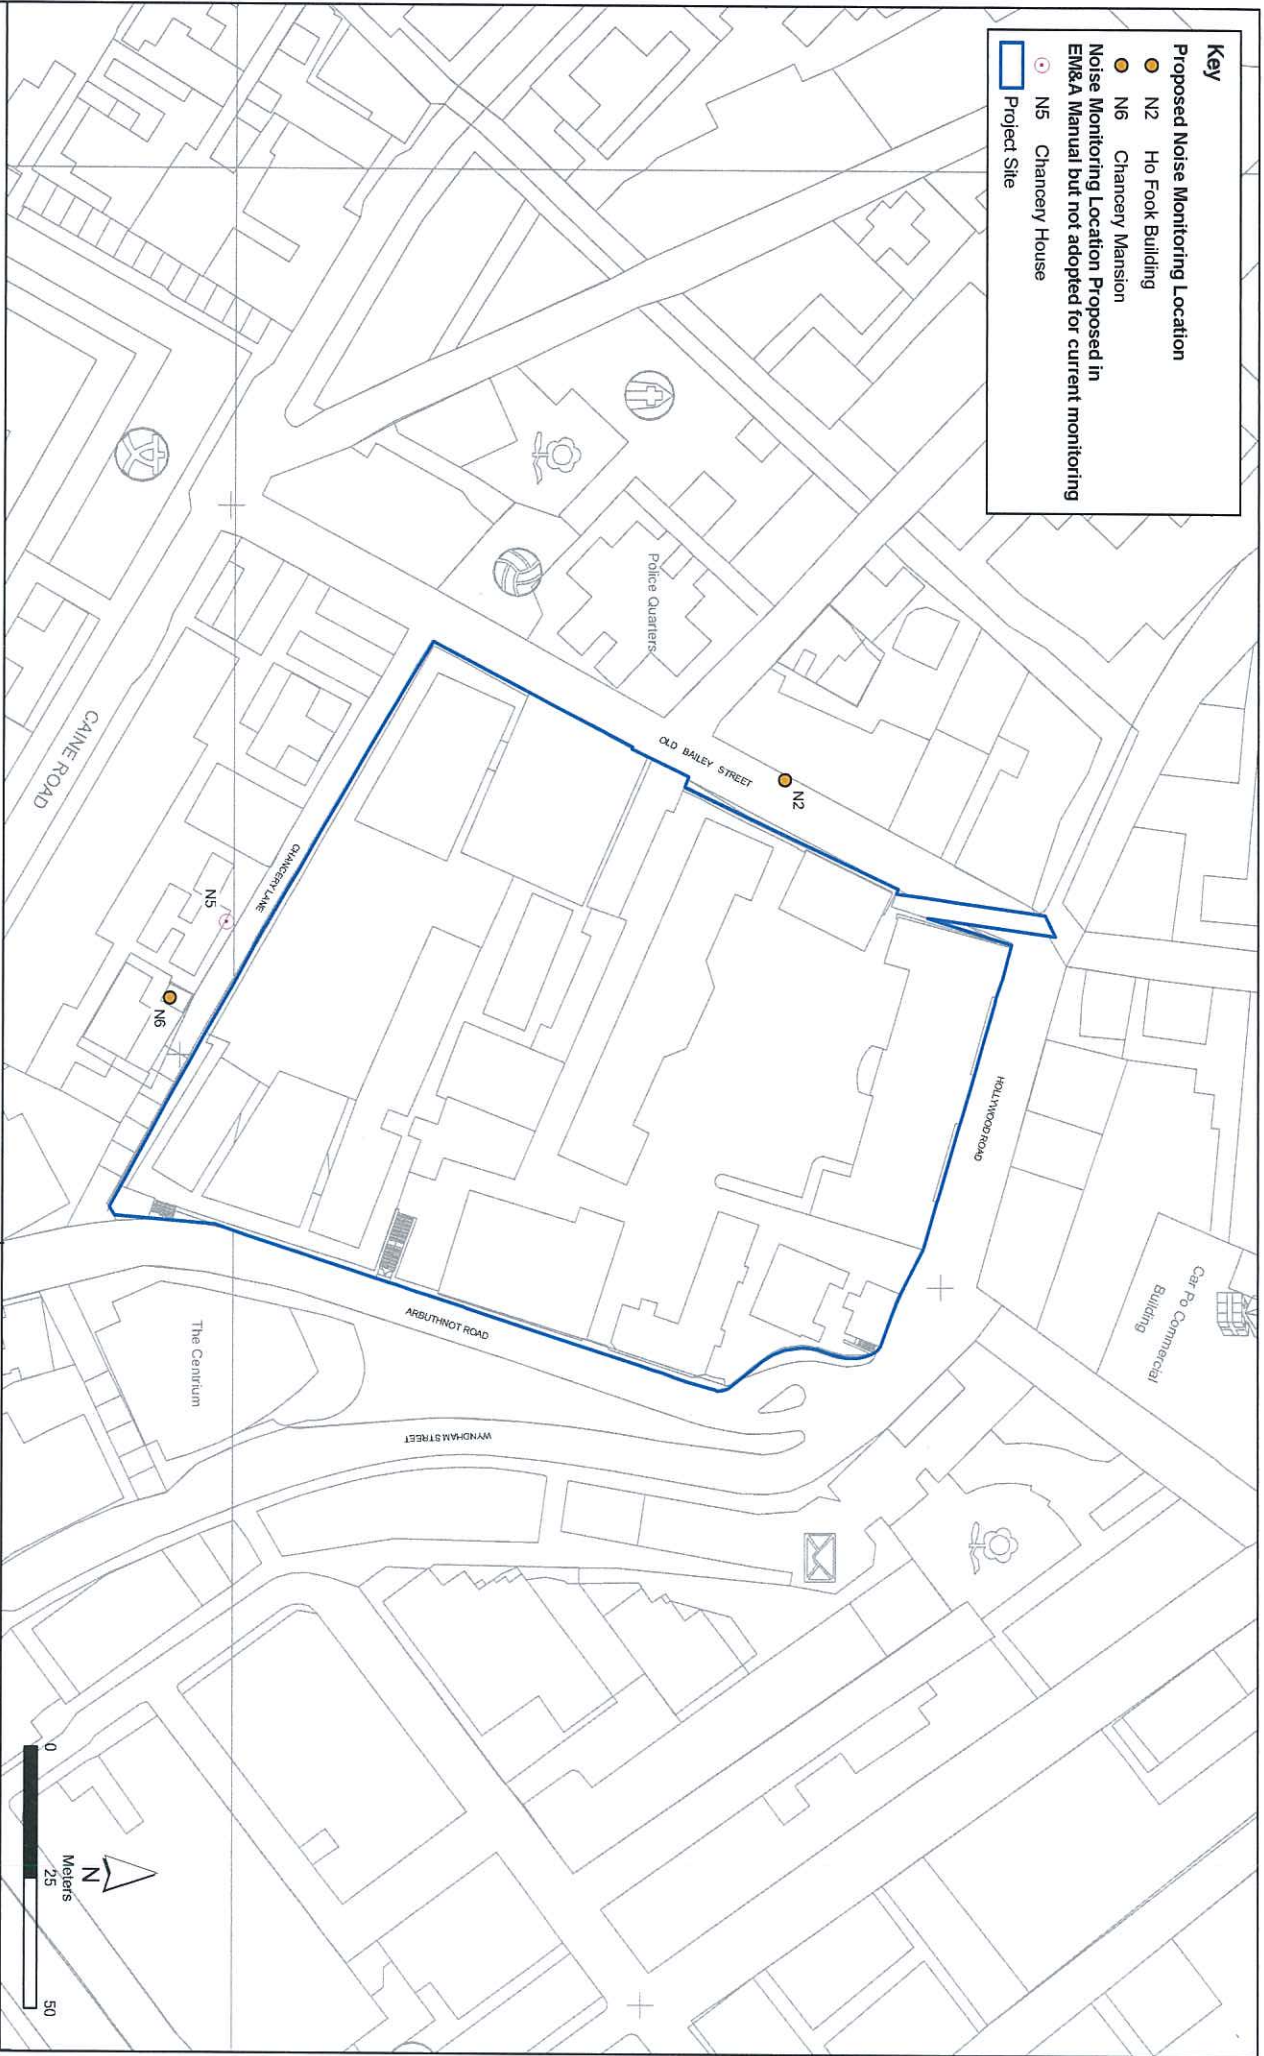 Key
Proposed Noise Monitoring Location
N2 Ho Fook Building
N6 Chancery Mansion
Noise Monitoring Location Proposed in
EM&A Manual but not adopted for current monitoring
N5 Chancery House
Project Site
Car Po Commercial
Building
HOLLYWOOD ROAD
N2
OLD BAILEY STREET
Police Quarters
ARBUTHNOT ROAD
WYNDHAM STREET
CHANCERY LANE
N5
N6
The Centrium
CAINE ROAD
N
Meters
0 25 50